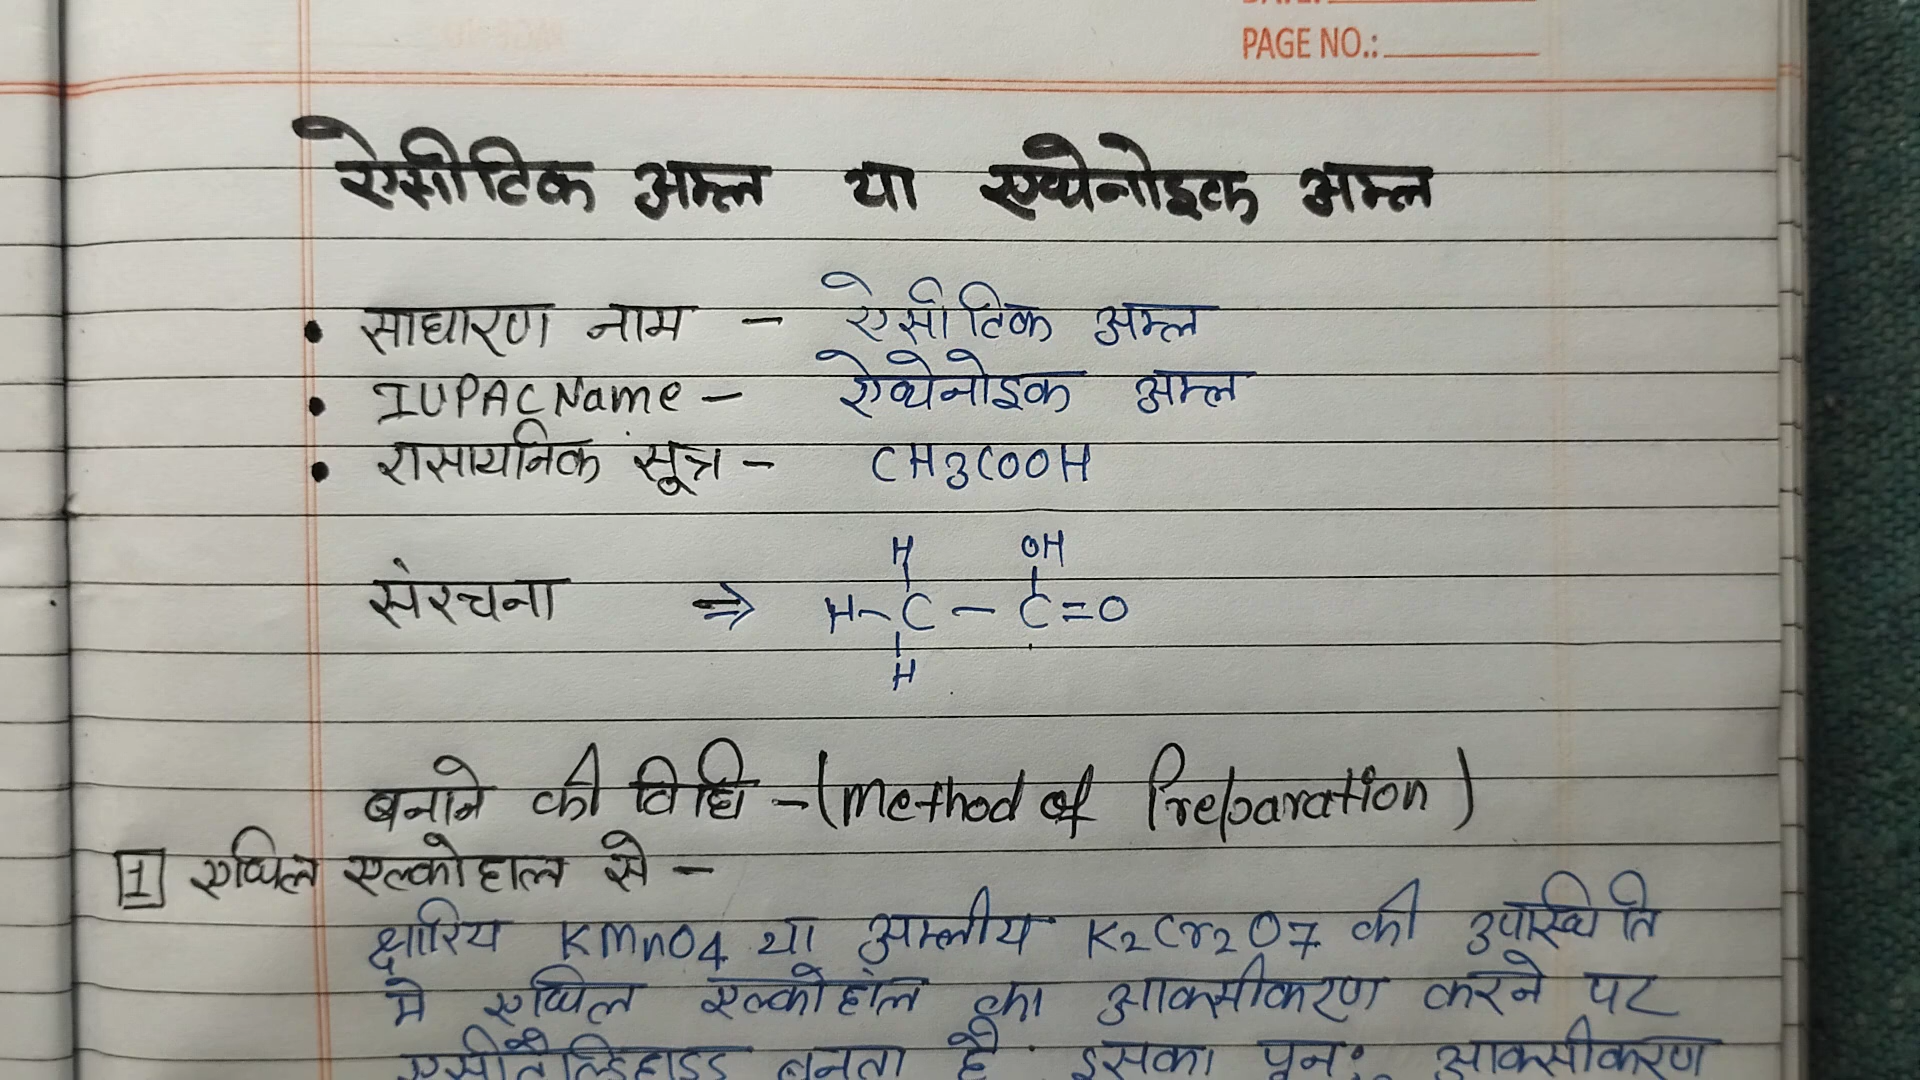 PAGE NO.:
ऐसीटिक अम्ल या एथेनोइक अम्ल
• साधारण नाम - ऐसीटिक अम्ल
• IUPAC Name - ऐथेनोइक अम्ल
• रासायनिक सूत्र - CH3COOH
H OH
संरचना ⇒ H-C-C=O
H
बनाने की विधि - (Method of Preparation)
1 एथिल एल्कोहाल से -
क्षारिय KMnO4 या अम्लीय K2Cr2O7 की उपस्थिति
मे एथिल एल्कोहाल का आक्सीकरण करने पर
बनता है इसका पुन: आक्सीकरण